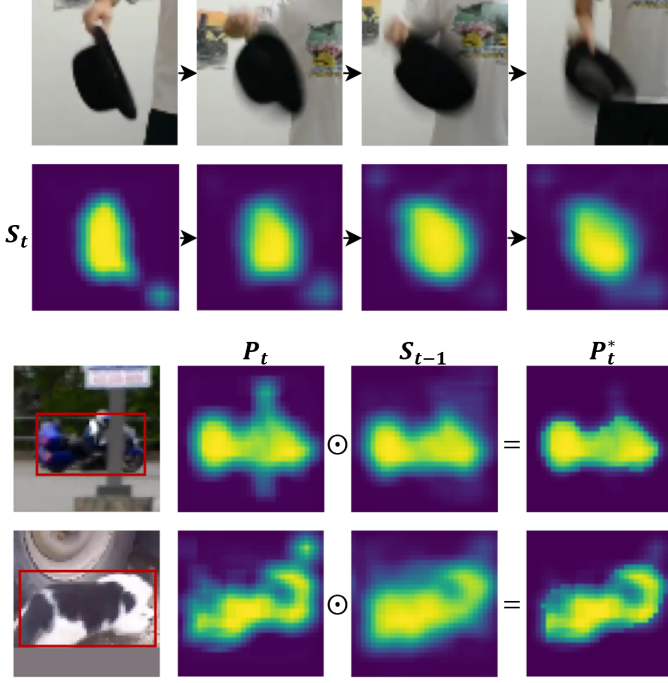 S_t
P_t S_{t-1} P_t^*
⊙ =
⊙ =